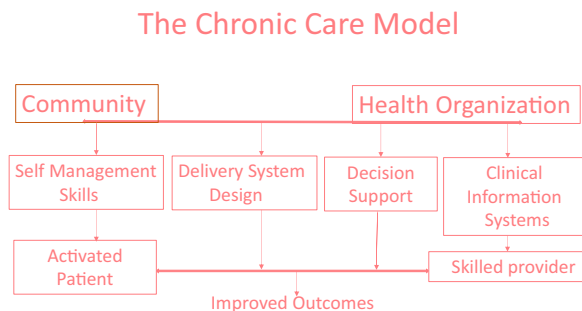 The Chronic Care Model
Community
Health Organization
Self Management
Skills
Delivery System
Design
Decision
Support
Clinical
Information
Systems
Activated
Patient
Skilled provider
Improved Outcomes